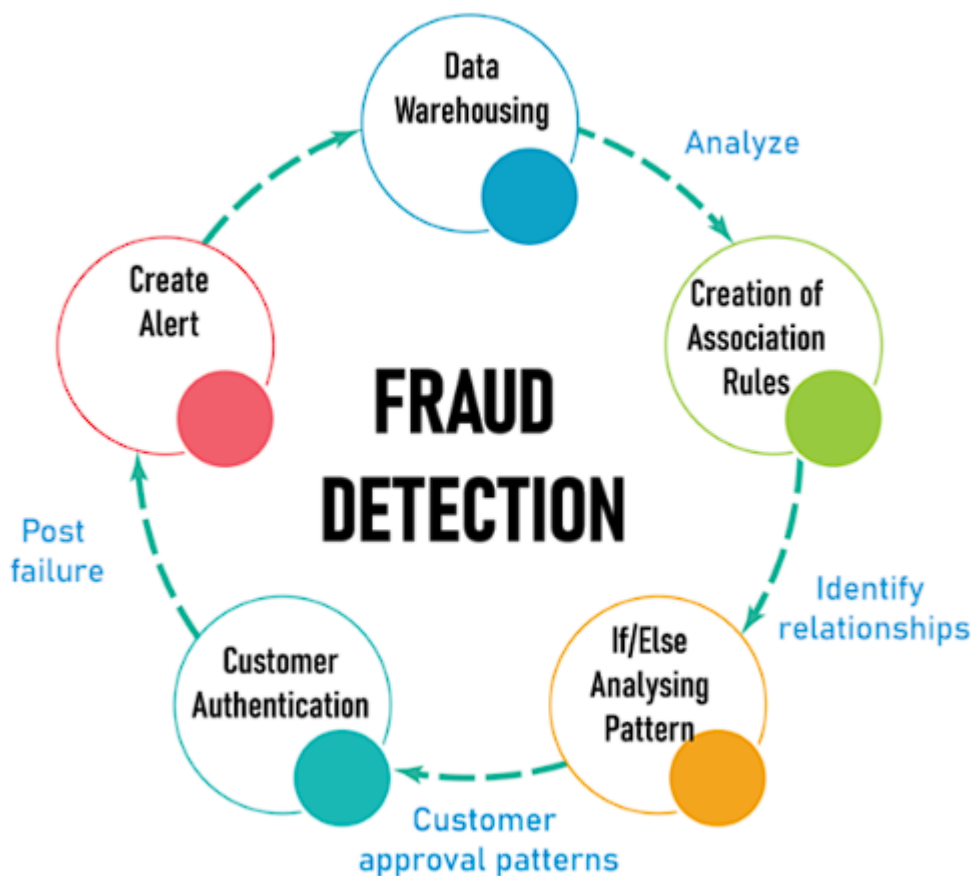 Data
Warehousing
Analyze
Create
Alert
Creation of
Association
Rules
FRAUD
DETECTION
Post
failure
Identify
relationships
Customer
Authentication
If/Else
Analysing
Pattern
Customer
approval patterns